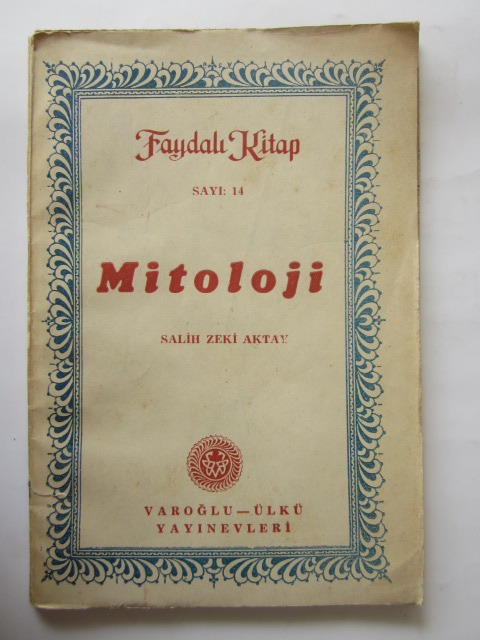 Faydalı Kitap
SAYI: 14
Mitoloji
SALİH ZEKİ AKTAY
VAROĞLU—ÜLKÜ
YAYINEVLERİ